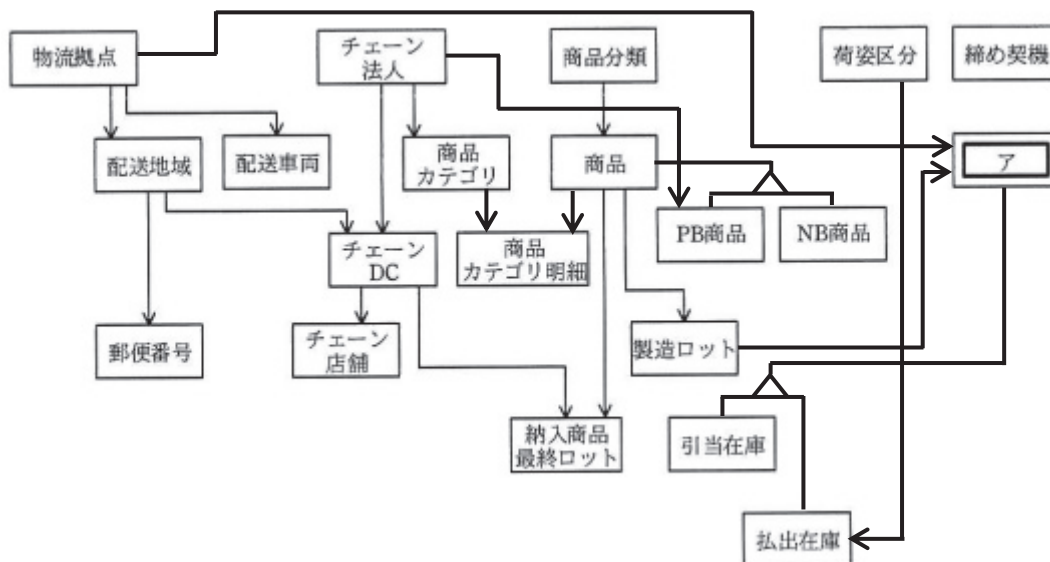 物流拠点
チェーン
法人
商品分類
荷姿区分
締め契機
配送地域
配送車両
商品
カテゴリ
商品
ア
チェーン
DC
商品
カテゴリ明細
PB商品
NB商品
郵便番号
チェーン
店舗
製造ロット
納入商品
最終ロット
引当在庫
払出在庫